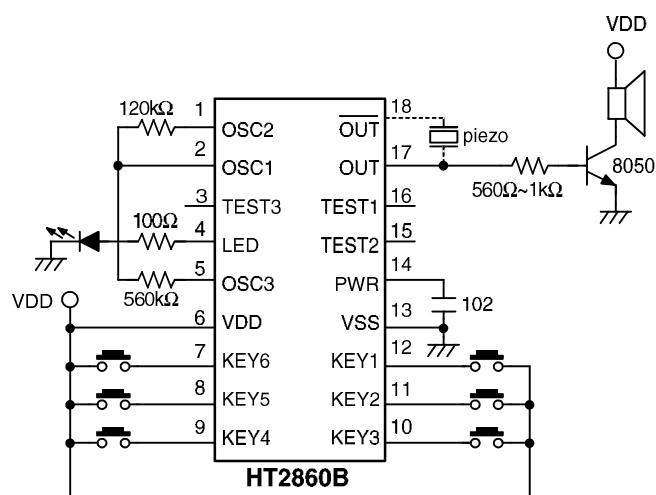 VDD
120kΩ 1 18
OSC2 OUT
piezo
2 17
OSC1 OUT
8050
560Ω~1kΩ
3 16
TEST3 TEST1
100Ω 4 15
LED TEST2
5 14
OSC3 PWR
560kΩ
VDD
102
6 13
VDD VSS
7 12
KEY6 KEY1
8 11
KEY5 KEY2
9 10
KEY4 KEY3
HT2860B